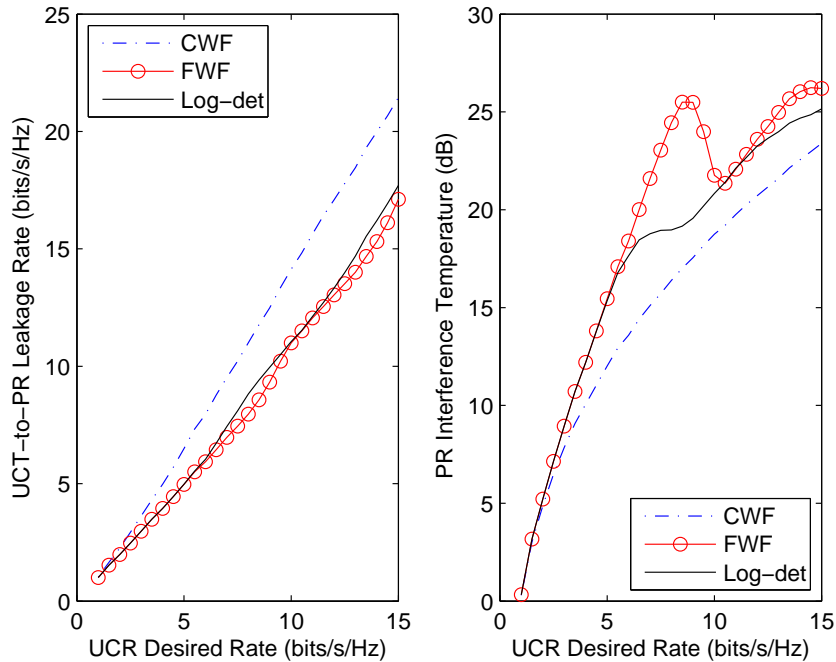 25
20
15
10
5
0
UCT-to-PR Leakage Rate (bits/s/Hz)
CWF
FWF
Log-det
0
5
10
15
UCR Desired Rate (bits/s/Hz)
30
25
20
15
10
5
0
PR Interference Temperature (dB)
CWF
FWF
Log-det
0
5
10
15
UCR Desired Rate (bits/s/Hz)